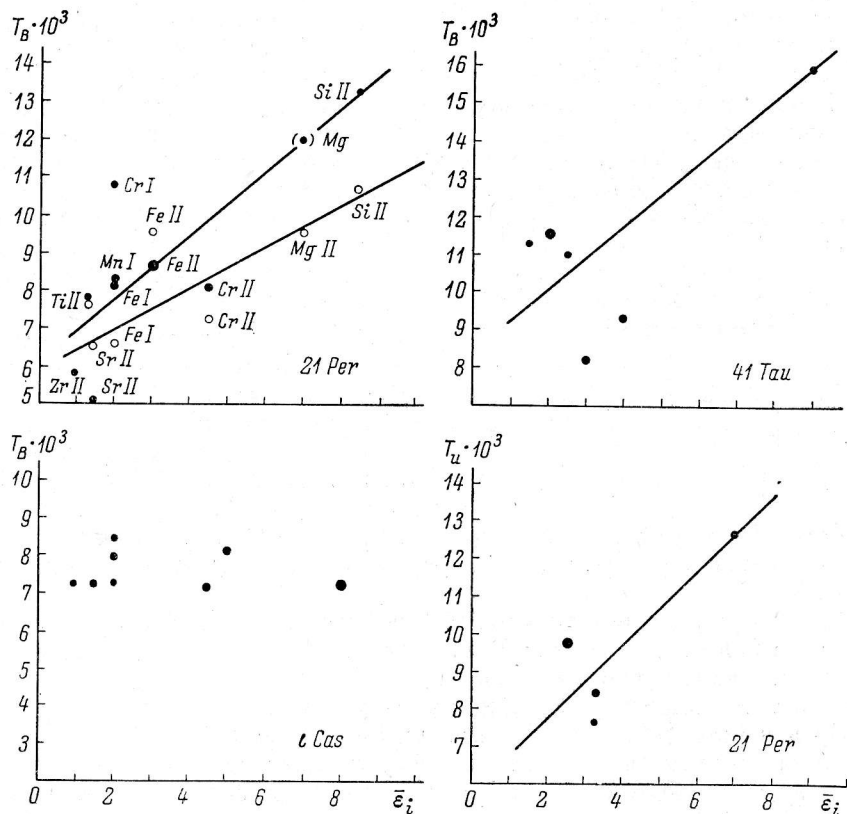 T_B·10³
14
13
12
11
10
9
8
7
6
5
Si II
(•) Mg
Cr I
Fe II
Si II
Mg II
Mn I
Fe II
Ti II
Fe I
Cr II
Fe I
Cr II
Sr II
Zr II
Sr II
21 Per
T_B·10³
16
15
14
13
12
11
10
9
8
41 Tau
T_B·10³
10
9
8
7
6
5
4
3
ι Cas
0 2 4 6 8 ε̄_i
T_u·10³
14
13
12
11
10
9
8
7
21 Per
0 2 4 6 8 ε̄_i